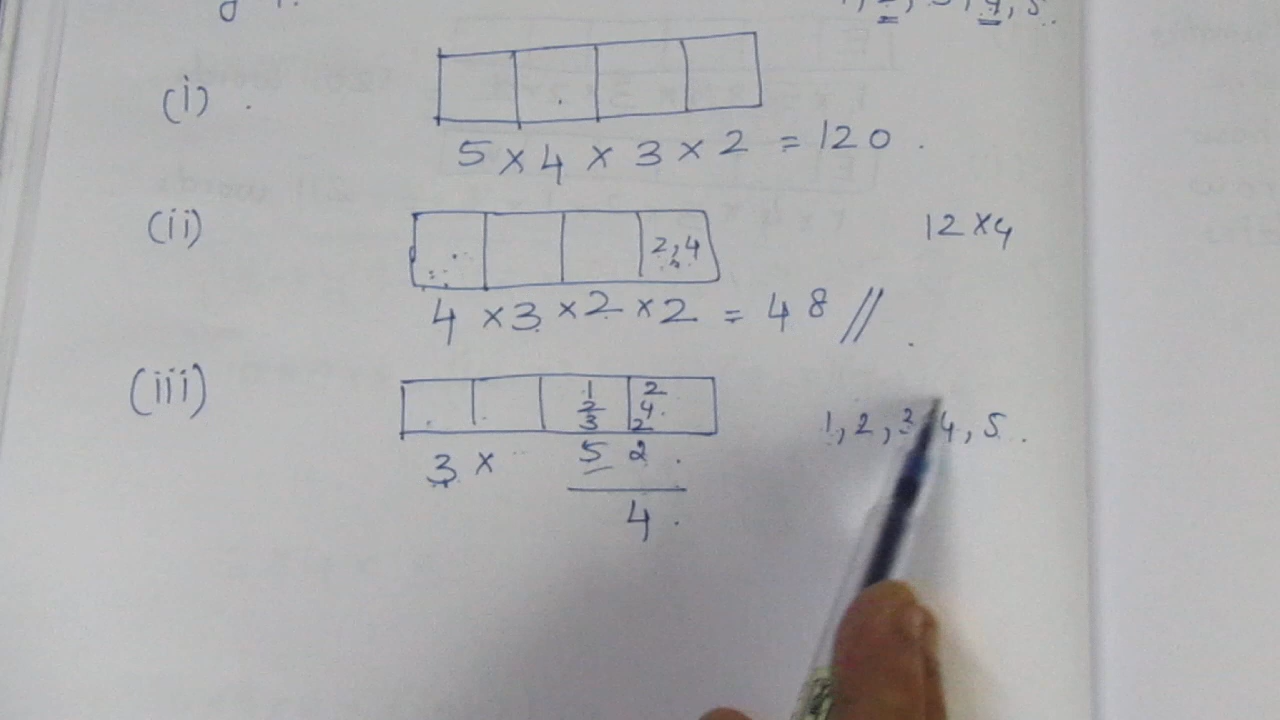 (i)
5 x 4 x 3 x 2 = 120 .
(ii)
2,4
12 x 4
4 x 3 x 2 x 2 = 48 //
(iii)
1 2
2 4
3 2
1, 2, 3 4, 5 .
3 x 5 2
4